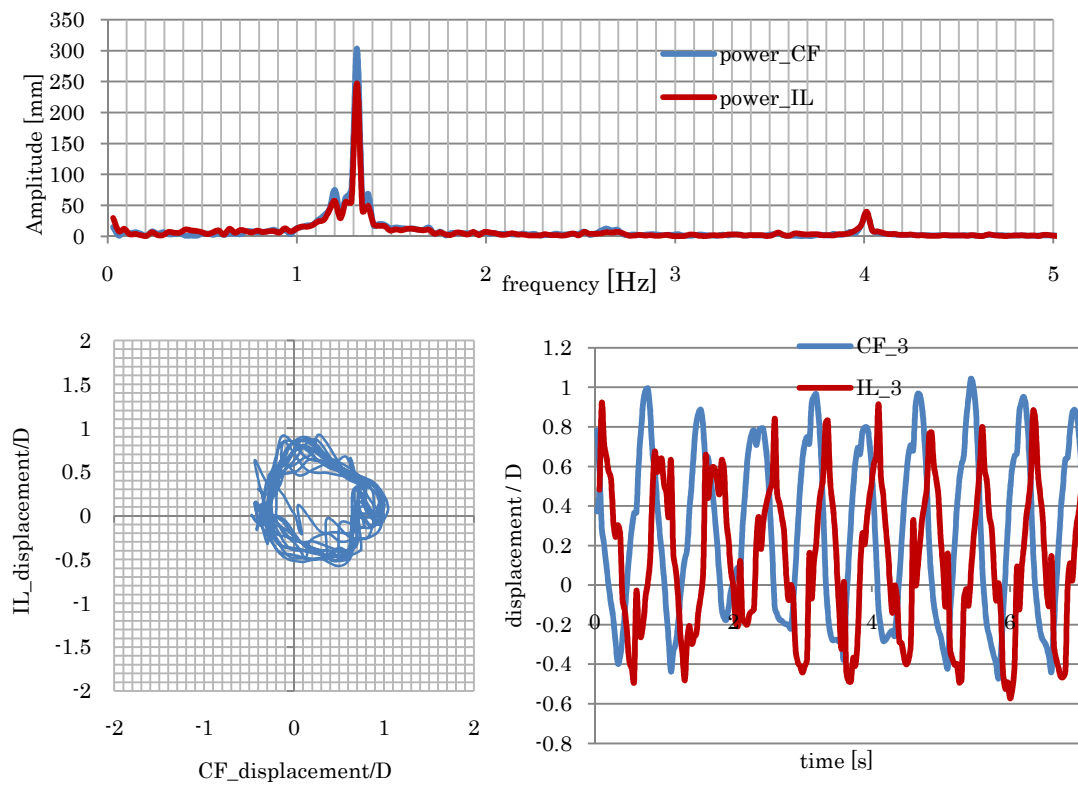 350
300
250
200
150
100
50
0
Amplitude [mm]
power_CF
power_IL
0 1 2 3 4 5
frequency [Hz]
2
1.5
1
0.5
0
-0.5
-1
-1.5
-2
IL_displacement/D
-2 -1 0 1 2
CF_displacement/D
1.2
1
0.8
0.6
0.4
0.2
0
-0.2
-0.4
-0.6
-0.8
displacement / D
CF_3
IL_3
0 2 4 6
time [s]